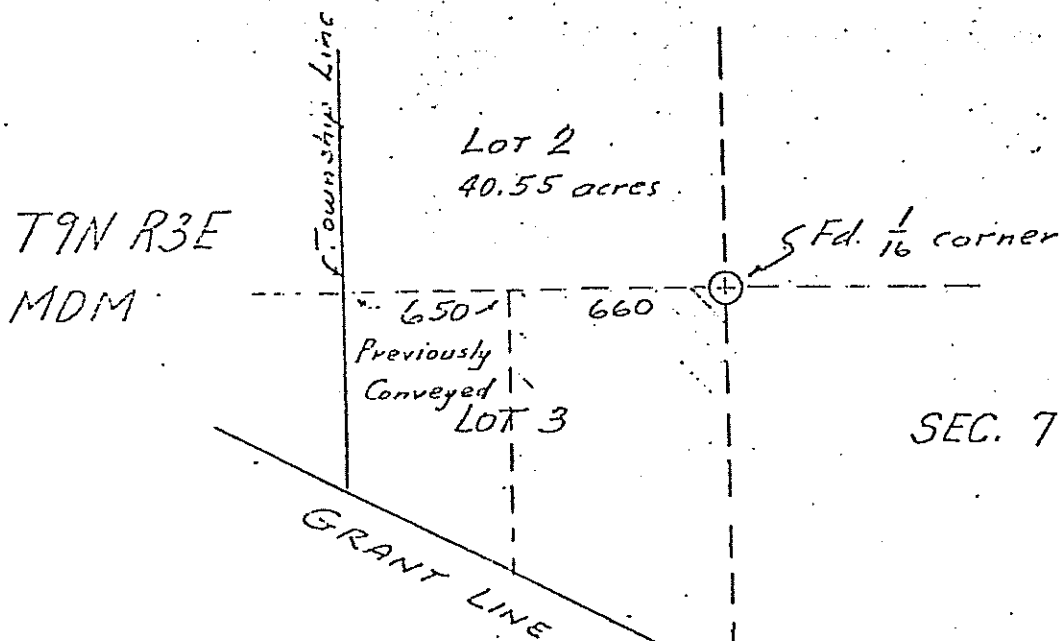 Township Line
LOT 2
40.55 acres
T9N R3E
MDM
Fd. 1/16 corner
650
660
Previously
Conveyed
LOT 3
SEC. 7
GRANT LINE